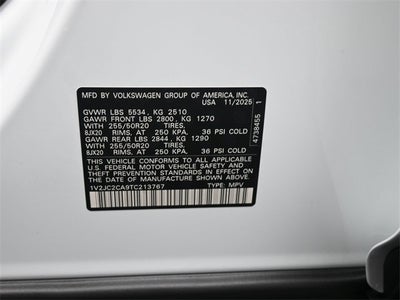 MFD. BY VOLKSWAGEN GROUP OF AMERICA, INC.
USA 11/2025
GVWR LBS 5534, KG 2510
GAWR FRONT LBS 2800, KG 1270
WITH 255/50R20 TIRES,
8JX20 RIMS, AT 250 KPA, 36 PSI COLD
GAWR REAR LBS 2844, KG 1290
WITH 255/50R20 TIRES,
8JX20 RIMS, AT 250 KPA, 36 PSI COLD
THIS VEHICLE CONFORMS TO ALL APPLICABLE
U.S. FEDERAL MOTOR VEHICLE SAFETY AND
THEFT PREVENTION STANDARDS IN EFFECT ON THE
DATE OF MANUFACTURE SHOWN ABOVE.
1V2JC2CA9TC213767 TYPE: MPV
4738455 1